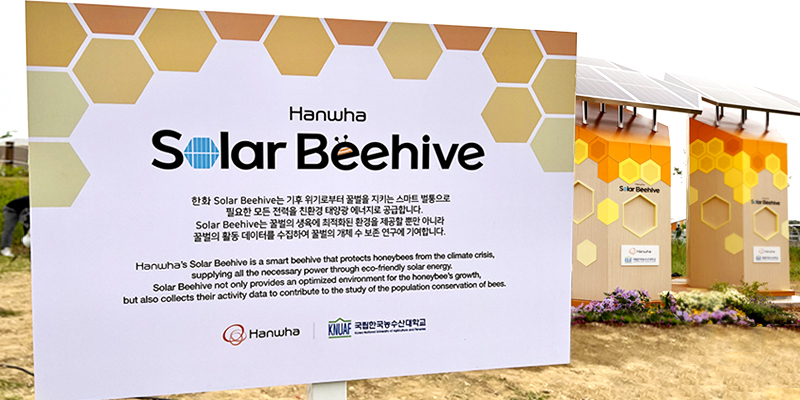 Hanwha
Solar Beehive
한화 Solar Beehive는 기후 위기로부터 꿀벌을 지키는 스마트 벌통으로
필요한 모든 전력을 친환경 태양광 에너지로 공급합니다.
Solar Beehive는 꿀벌의 생육에 최적화된 환경을 제공할 뿐만 아니라
꿀벌의 활동 데이터를 수집하여 꿀벌의 개체 수 보존 연구에 기여합니다.
Hanwha's Solar Beehive is a smart beehive that protects honeybees from the climate crisis,
supplying all the necessary power through eco-friendly solar energy.
Solar Beehive not only provides an optimized environment for the honeybee's growth,
but also collects their activity data to contribute to the study of the population conservation of bees.
Hanwha
KNUAF 국립한국농수산대학교
Korea National University of Agriculture and Fisheries
Solar Beehive
Hanwha
Solar Beehive
Hanwha